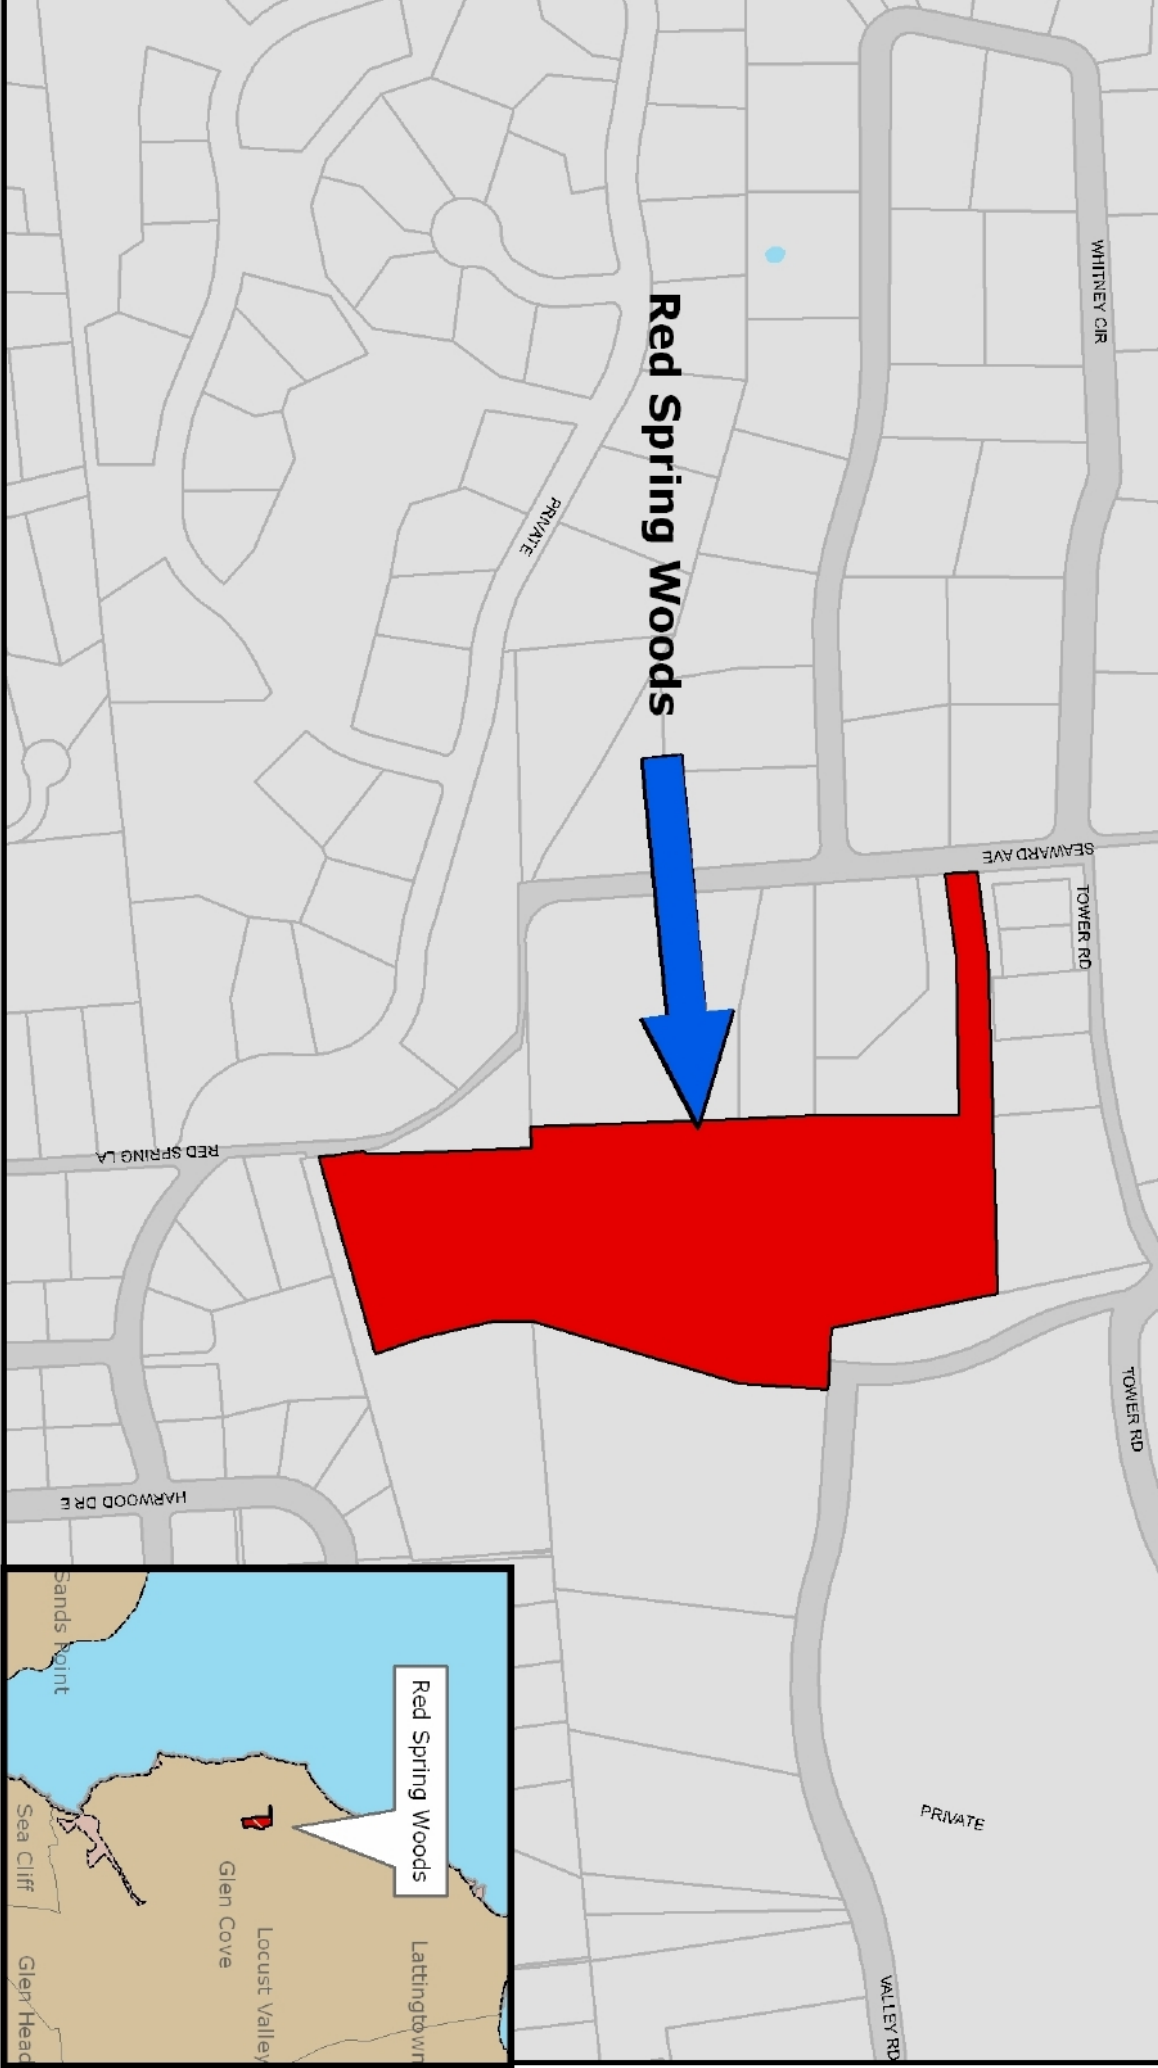 WHITNEY CIR
Red Spring Woods
PRIVATE
SEAWARD AVE
TOWER RD
RED SPRING LA
TOWER RD
HARWOOD DR E
PRIVATE
VALLEY RD
Red Spring Woods
Sands Point
Lattingtown
Locust Valley
Glen Cove
Sea Cliff
Glen Head